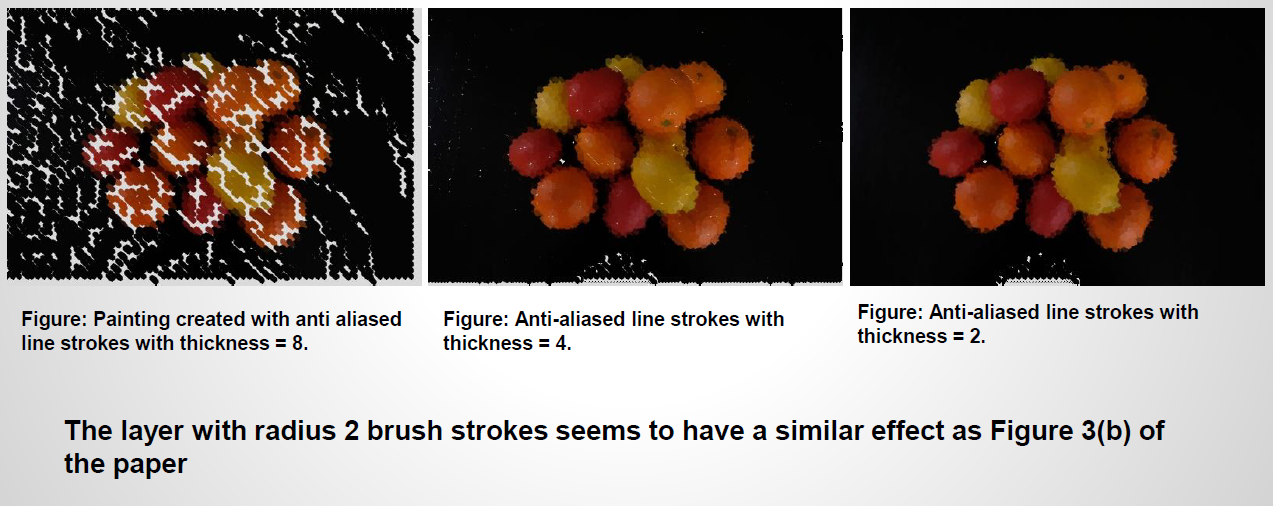 Figure: Painting created with anti aliased
line strokes with thickness = 8.
Figure: Anti-aliased line strokes with
thickness = 4.
Figure: Anti-aliased line strokes with
thickness = 2.
The layer with radius 2 brush strokes seems to have a similar effect as Figure 3(b) of
the paper